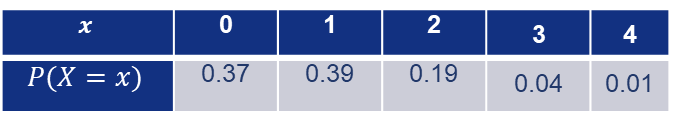 x 0 1 2 3 4
P(X = x) 0.37 0.39 0.19 0.04 0.01